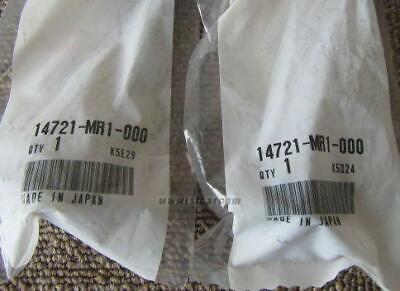 14721-MR1-000
QTY 1 K5E29
MADE IN JAPAN
14721-MR1-000
QTY 1 K5D24
MADE IN JAPAN